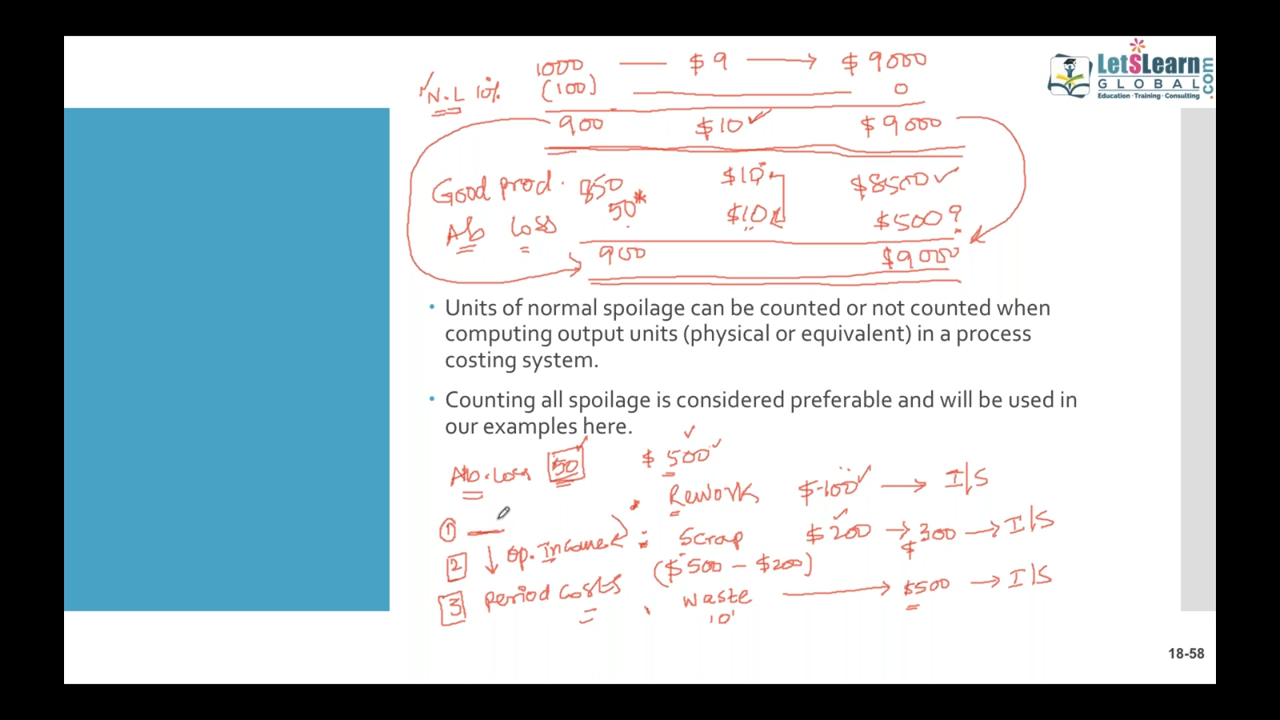 1000 — $9 → $9000
✓N.L 10% (100) 0
900 $10✓ $9000
Good prod. 850 $10 $8500✓
Ab Loss 50* $10 $500?
900 $9000
LetsLearn.com
GLOBAL
Education · Training · Consulting
• Units of normal spoilage can be counted or not counted when
computing output units (physical or equivalent) in a process
costing system.
• Counting all spoilage is considered preferable and will be used in
our examples here.
Ab. Loss 50 $500
Rework $100 → I/S
① —
② ↓ Op. Income Scrap $200 → $300 → I/S
($500 – $200)
③ Period Costs Waste → $500 → I/S
'0'
18-58